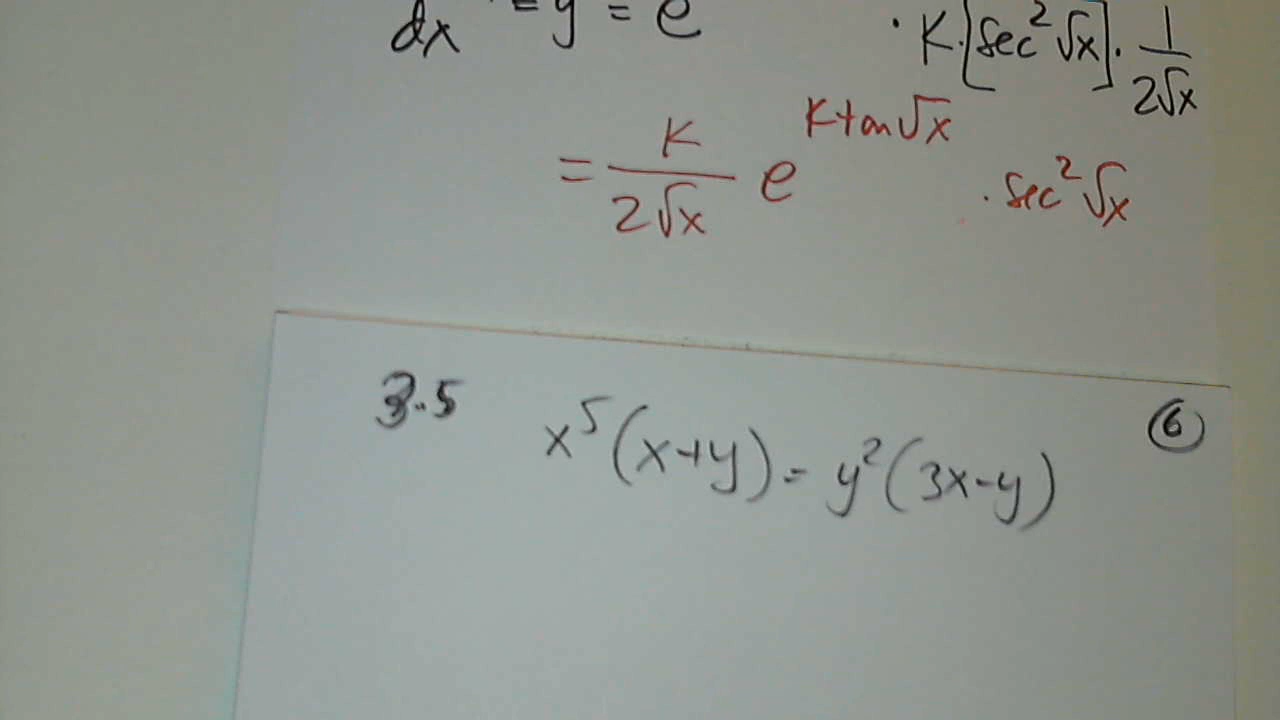 dx = y = e · K·[sec² √x] · 1/2√x
= K/2√x e^K tan √x · sec² √x
3.5 x⁵(x+y) = y²(3x-y) 6